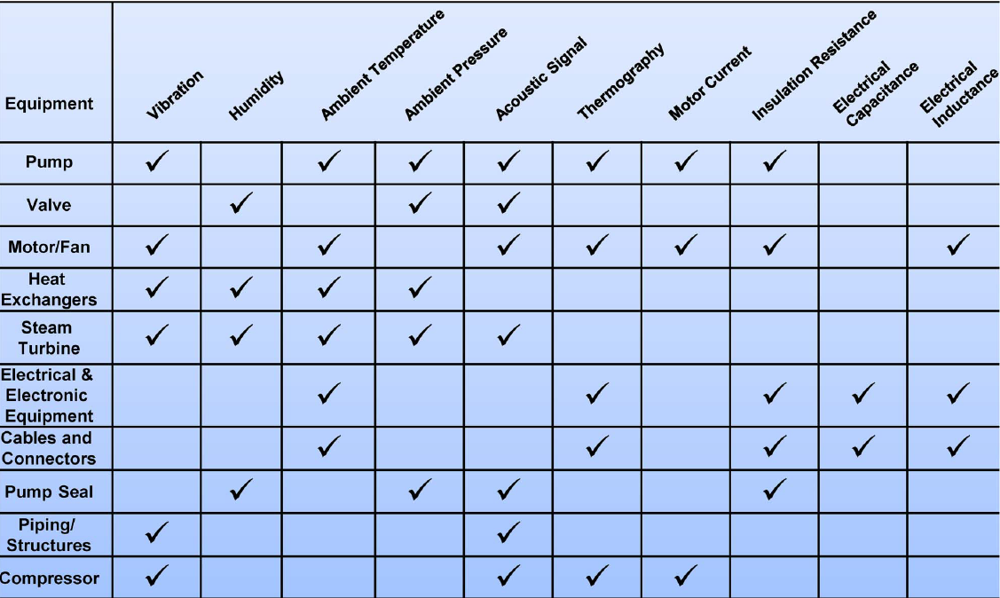 Equipment
Vibration
Humidity
Ambient Temperature
Ambient Pressure
Acoustic Signal
Thermography
Motor Current
Insulation Resistance
Electrical
Capacitance
Electrical
Inductance
Pump ✓ ✓ ✓ ✓ ✓ ✓ ✓
Valve ✓ ✓ ✓
Motor/Fan ✓ ✓ ✓ ✓ ✓ ✓ ✓
Heat
Exchangers ✓ ✓ ✓ ✓
Steam
Turbine ✓ ✓ ✓ ✓ ✓
Electrical &
Electronic
Equipment ✓ ✓ ✓ ✓ ✓
Cables and
Connectors ✓ ✓ ✓ ✓ ✓
Pump Seal ✓ ✓ ✓ ✓
Piping/
Structures ✓ ✓
Compressor ✓ ✓ ✓ ✓